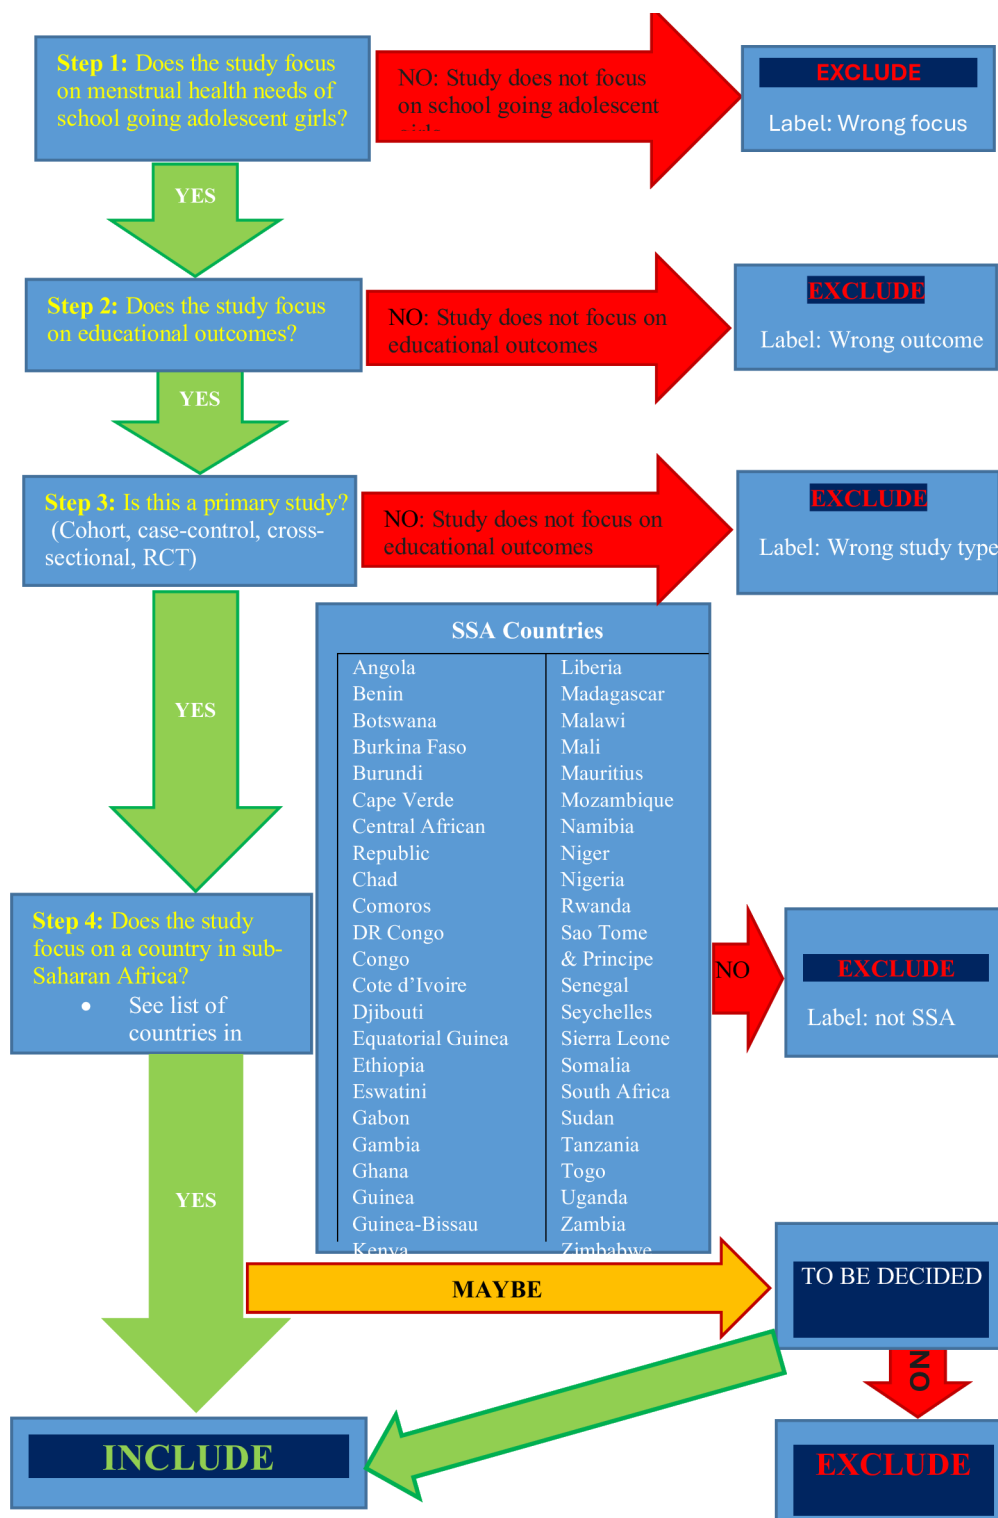 Step 1: Does the study focus
on menstrual health needs of
school going adolescent girls?
NO: Study does not focus
on school going adolescent
girls
EXCLUDE
Label: Wrong focus
YES
Step 2: Does the study focus
on educational outcomes?
NO: Study does not focus on
educational outcomes
EXCLUDE
Label: Wrong outcome
YES
Step 3: Is this a primary study?
(Cohort, case-control, cross-
sectional, RCT)
NO: Study does not focus on
educational outcomes
EXCLUDE
Label: Wrong study type
YES
SSA Countries
Angola
Benin
Botswana
Burkina Faso
Burundi
Cape Verde
Central African
Republic
Chad
Comoros
DR Congo
Congo
Cote d’Ivoire
Djibouti
Equatorial Guinea
Ethiopia
Eswatini
Gabon
Gambia
Ghana
Guinea
Guinea-Bissau
Kenya
Liberia
Madagascar
Malawi
Mali
Mauritius
Mozambique
Namibia
Niger
Nigeria
Rwanda
Sao Tome
& Principe
Senegal
Seychelles
Sierra Leone
Somalia
South Africa
Sudan
Tanzania
Togo
Uganda
Zambia
Zimbabwe
Step 4: Does the study
focus on a country in sub-
Saharan Africa?
• See list of
countries in
NO
EXCLUDE
Label: not SSA
YES
MAYBE
TO BE DECIDED
NO
INCLUDE
EXCLUDE